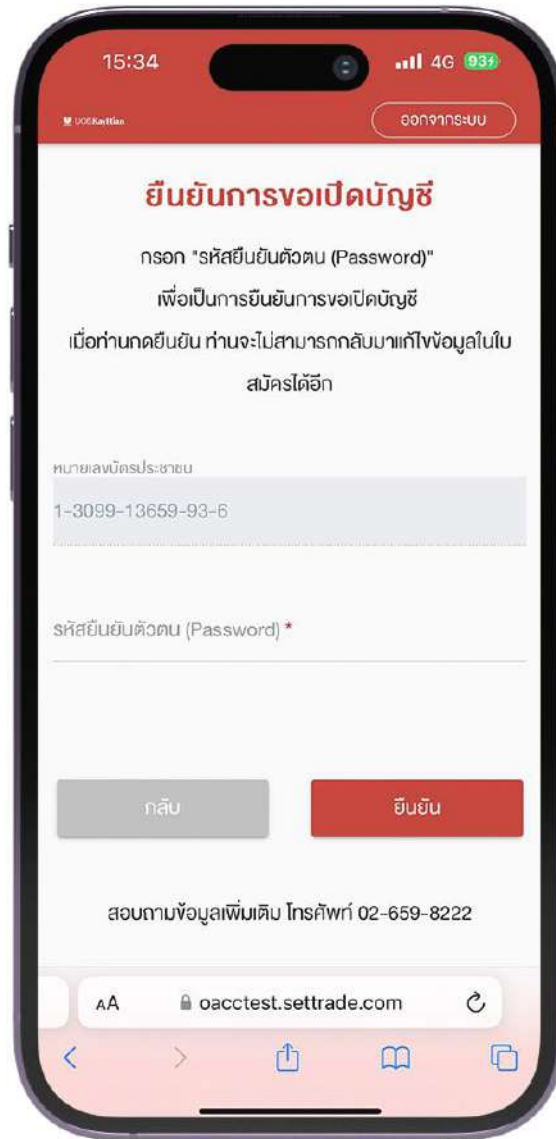 15:34
4G 93
UOBKayHian
ออกจากระบบ
ยืนยันการขอเปิดบัญชี
กรอก "รหัสยืนยันตัวตน (Password)"
เพื่อเป็นการยืนยันการขอเปิดบัญชี
เมื่อท่านกดยืนยัน ท่านจะไม่สามารถกลับมาแก้ไขข้อมูลในใบ
สมัครได้อีก
หมายเลขบัตรประชาชน
1-3099-13659-93-6
รหัสยืนยันตัวตน (Password) *
กลับ
ยืนยัน
สอบถามข้อมูลเพิ่มเติม โทรศัพท์ 02-659-8222
AA
oacctest.settrade.com